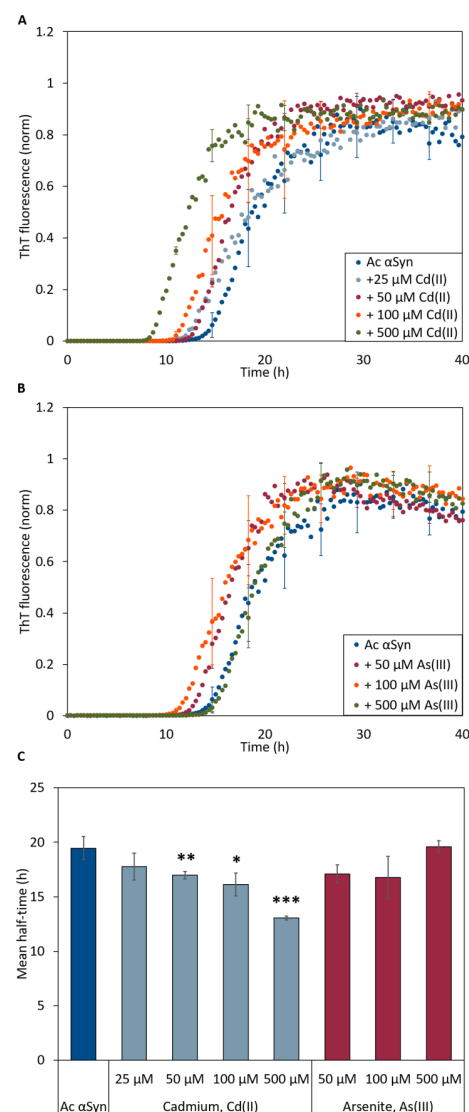 A
1.2
1
0.8
0.6
0.4
0.2
0
ThT fluorescence (norm)
Ac αSyn
+25 µM Cd(II)
+ 50 µM Cd(II)
+ 100 µM Cd(II)
+ 500 µM Cd(II)
0 10 20 30 40
Time (h)
B
1.2
1
0.8
0.6
0.4
0.2
0
ThT fluorescence (norm)
Ac αSyn
+ 50 µM As(III)
+ 100 µM As(III)
+ 500 µM As(III)
0 10 20 30 40
Time (h)
C
25
20
15
10
5
0
Mean half-time (h)
** * ***
25 µM 50 µM 100 µM 500 µM 50 µM 100 µM 500 µM
Ac αSyn Cadmium, Cd(II) Arsenite, As(III)